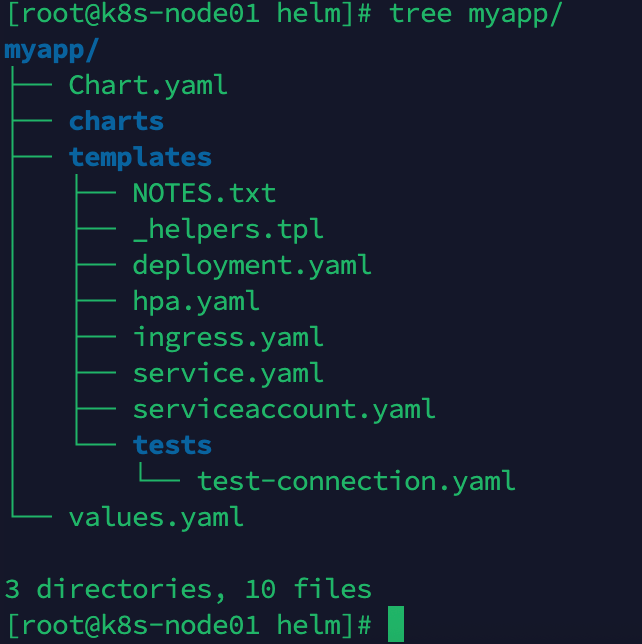 [root@k8s-node01 helm]# tree myapp/
myapp/
├── Chart.yaml
├── charts
├── templates
│   ├── NOTES.txt
│   ├── _helpers.tpl
│   ├── deployment.yaml
│   ├── hpa.yaml
│   ├── ingress.yaml
│   ├── service.yaml
│   ├── serviceaccount.yaml
│   └── tests
│       └── test-connection.yaml
└── values.yaml

3 directories, 10 files
[root@k8s-node01 helm]#